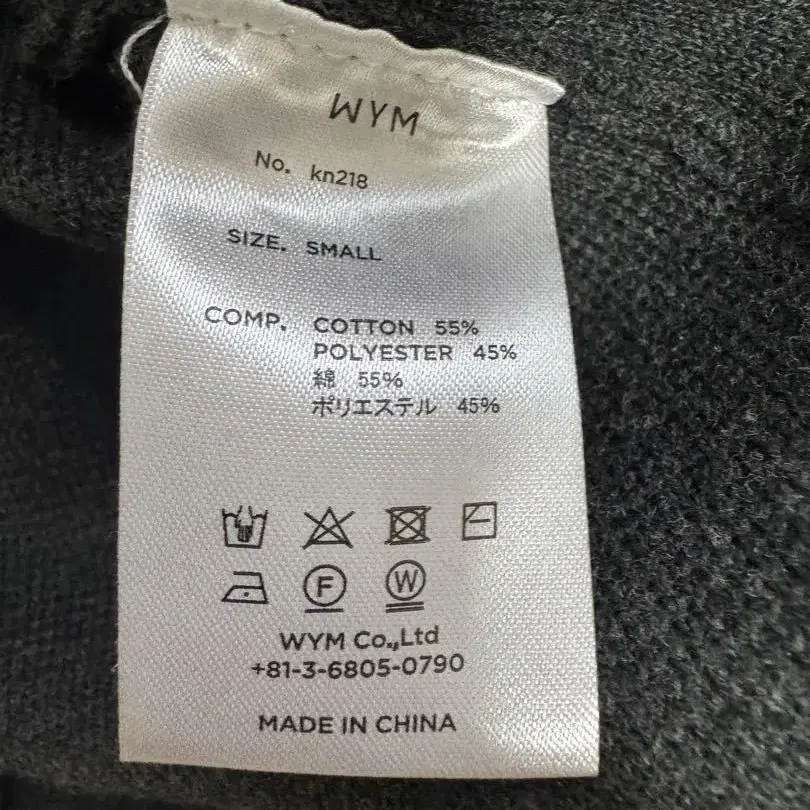 WYM
No. kn218
SIZE. SMALL
COMP. COTTON 55%
POLYESTER 45%
綿 55%
ポリエステル 45%
F W
WYM Co.,Ltd
+81-3-6805-0790
MADE IN CHINA